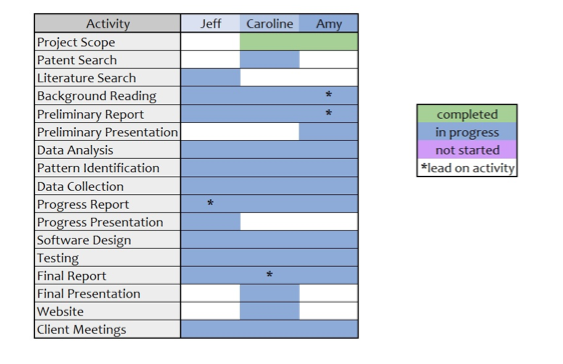 Activity Jeff Caroline Amy
Project Scope
Patent Search
Literature Search
Background Reading *
Preliminary Report *
Preliminary Presentation
Data Analysis
Pattern Identification
Data Collection
Progress Report *
Progress Presentation
Software Design
Testing
Final Report *
Final Presentation
Website
Client Meetings
completed
in progress
not started
*lead on activity